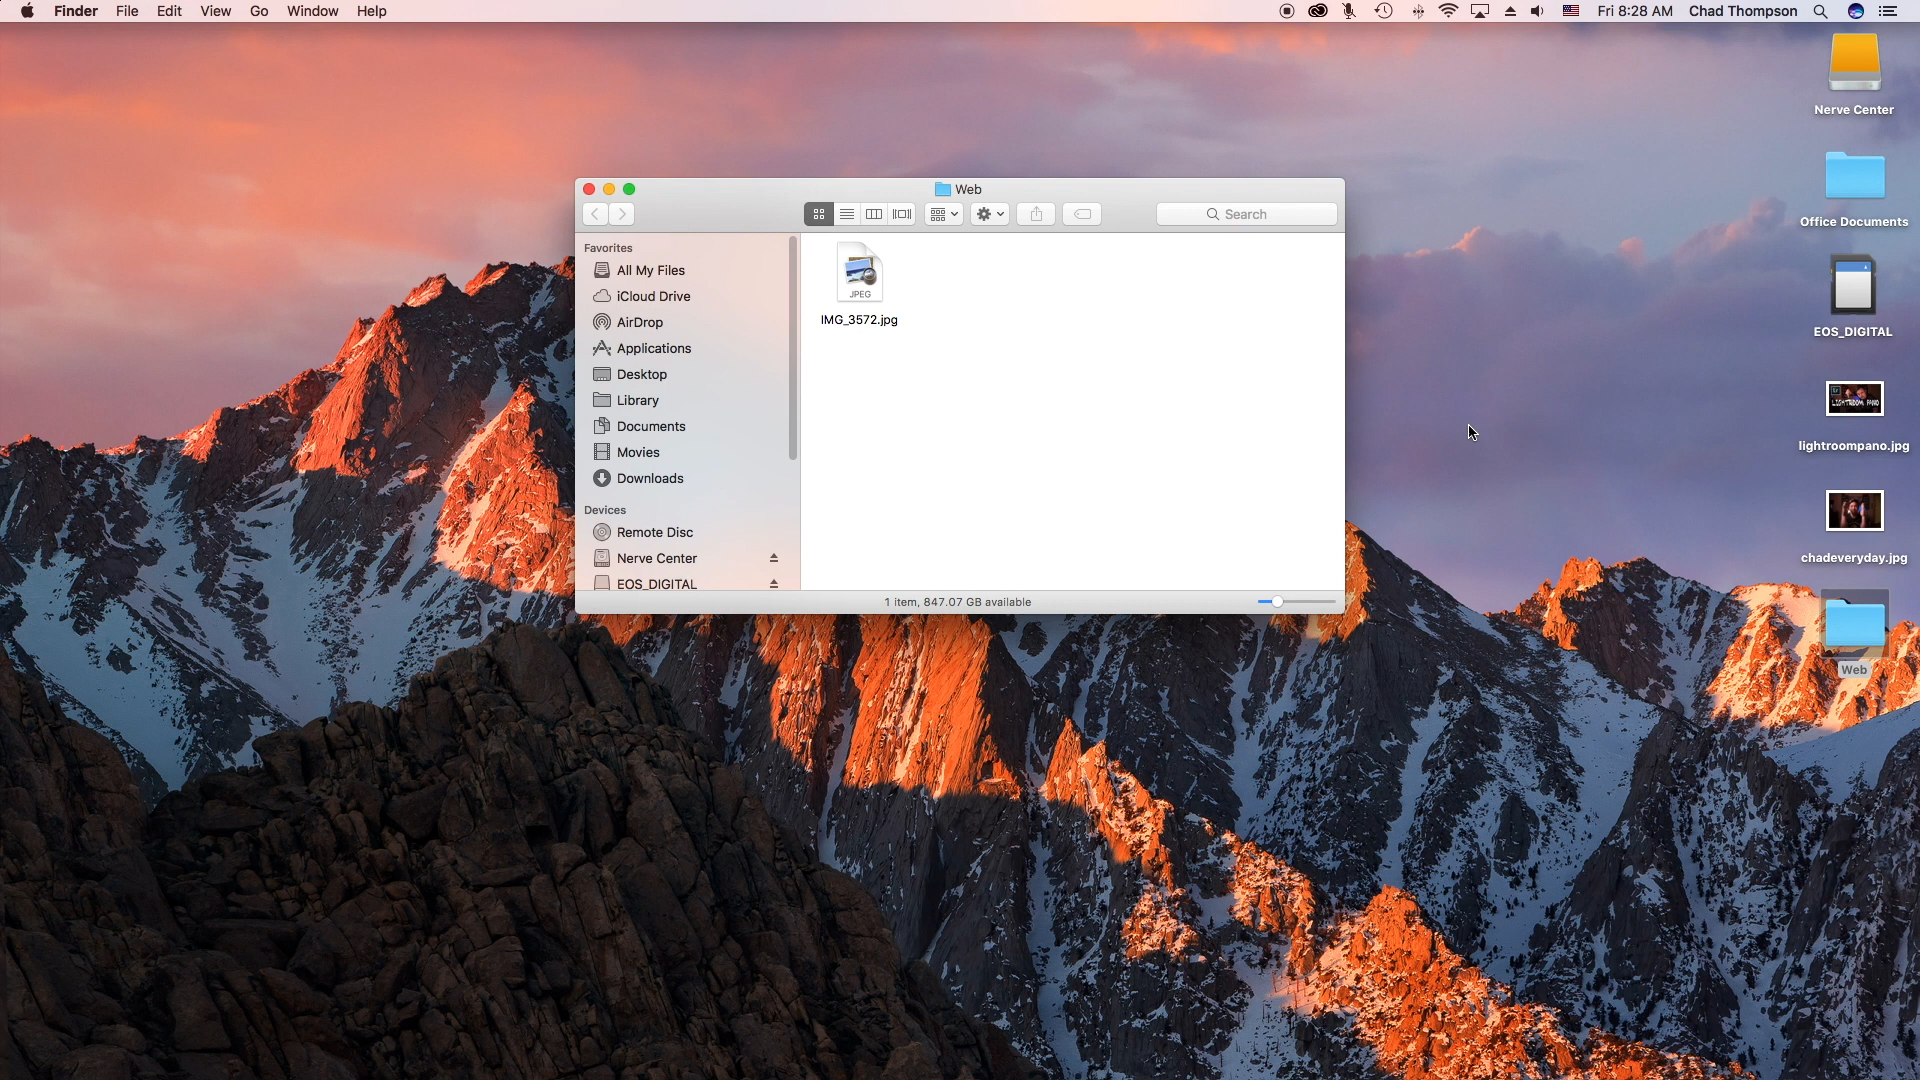 Finder File Edit View Go Window Help Fri 8:28 AM Chad Thompson
Nerve Center
Office Documents
EOS_DIGITAL
lightroompano.jpg
chadeveryday.jpg
Web
Web
Search
Favorites
All My Files
iCloud Drive
AirDrop
Applications
Desktop
Library
Documents
Movies
Downloads
Devices
Remote Disc
Nerve Center
EOS_DIGITAL
JPEG
IMG_3572.jpg
1 item, 847.07 GB available
LIGHTROOM PANO